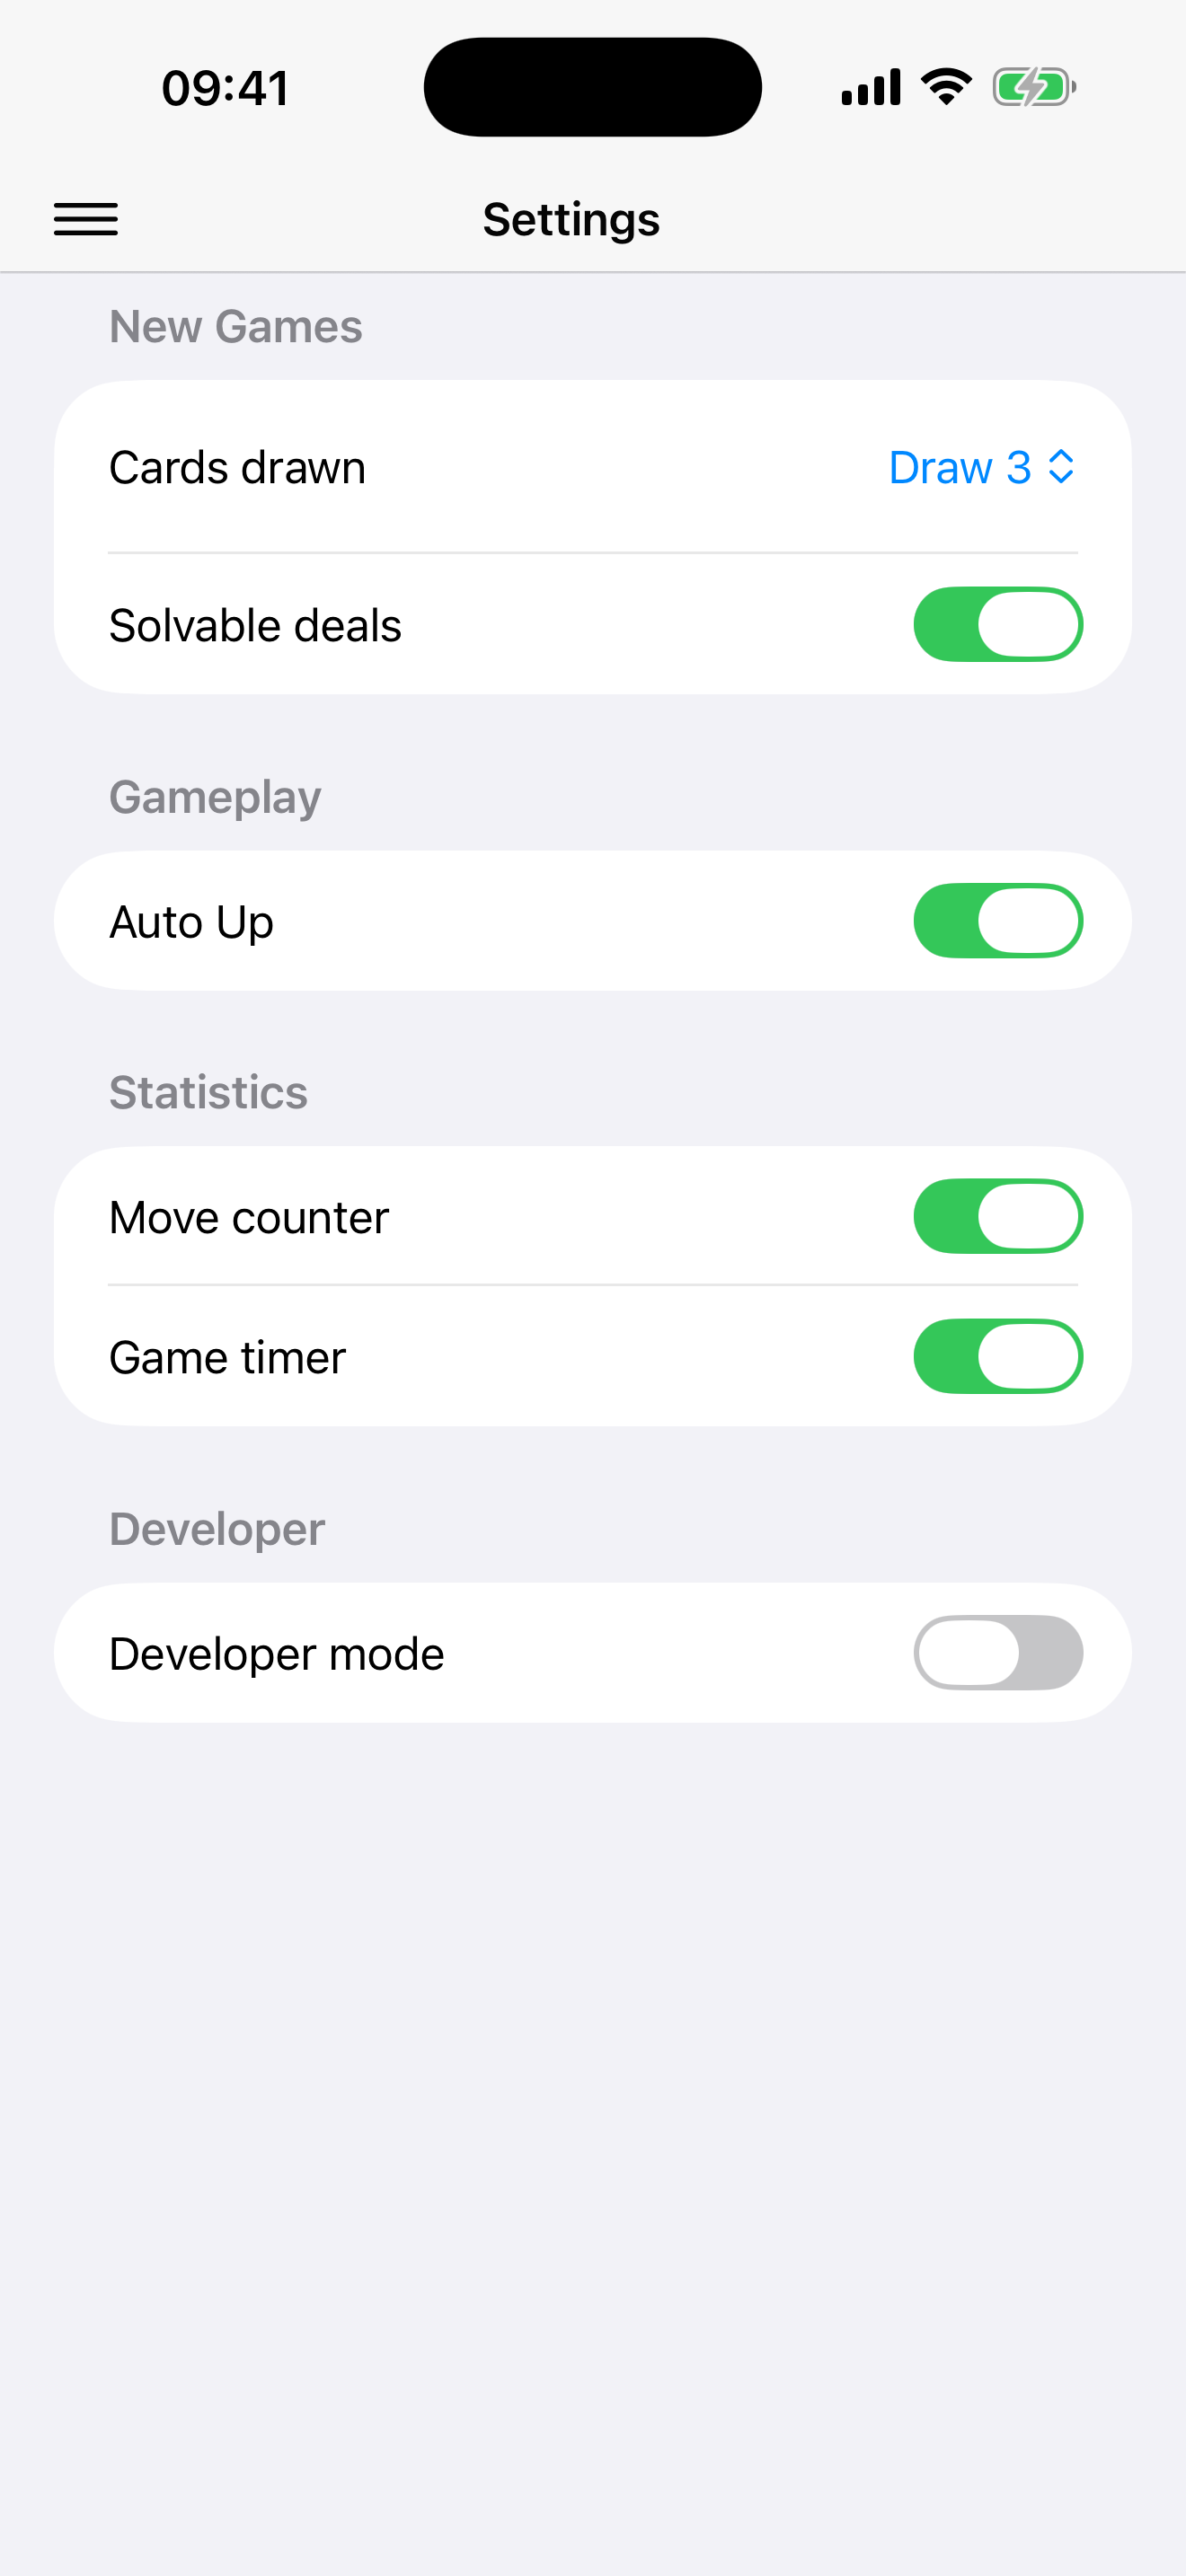 09:41
Settings
New Games
Cards drawn
Draw 3
Solvable deals
Gameplay
Auto Up
Statistics
Move counter
Game timer
Developer
Developer mode